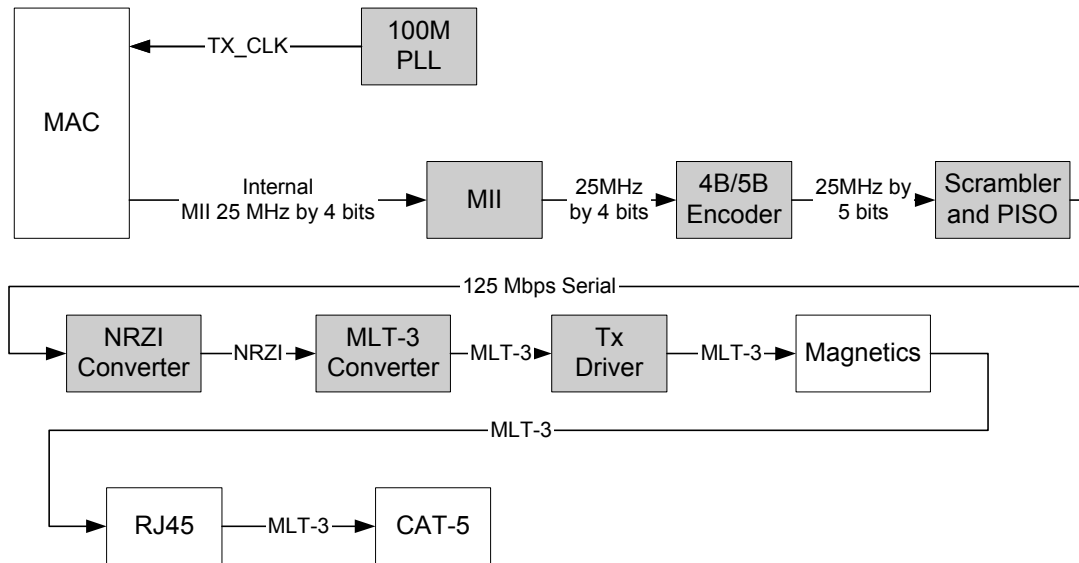 100M
PLL
TX_CLK
MAC
Internal
MII 25 MHz by 4 bits
MII
25MHz
by 4 bits
4B/5B
Encoder
25MHz by
5 bits
Scrambler
and PISO
125 Mbps Serial
NRZI
Converter
NRZI
MLT-3
Converter
MLT-3
Tx
Driver
MLT-3
Magnetics
MLT-3
RJ45
MLT-3
CAT-5